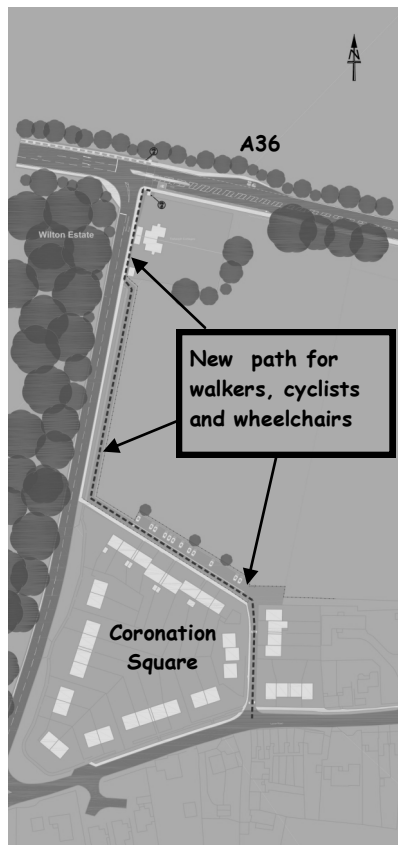 A36
Wilton Estate
New path for
walkers, cyclists
and wheelchairs
Coronation
Square